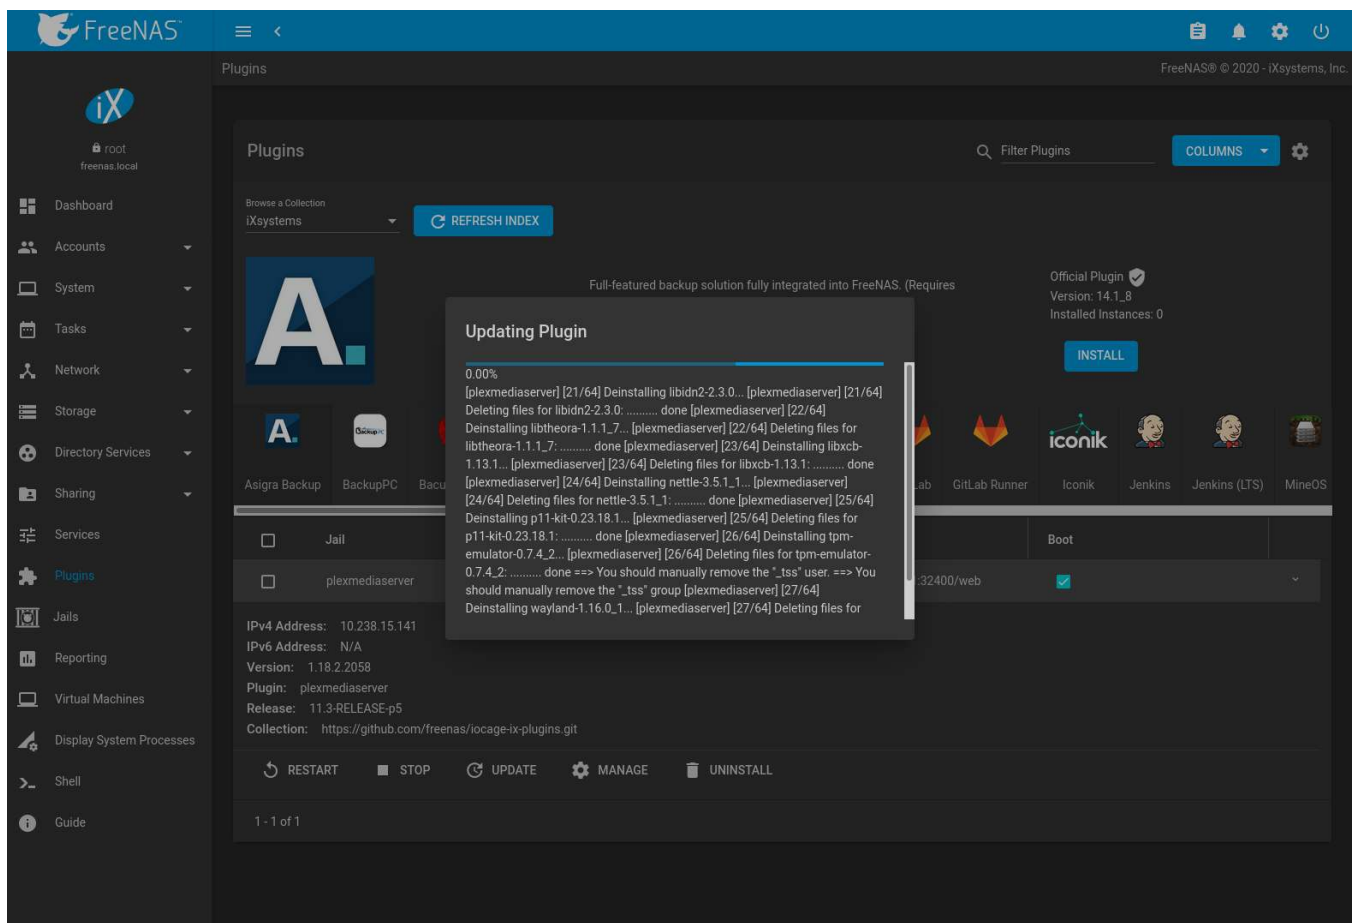 FreeNAS
Plugins
FreeNAS® © 2020 - iXsystems, Inc.
iX
root
freenas.local
Dashboard
Accounts
System
Tasks
Network
Storage
Directory Services
Sharing
Services
Plugins
Jails
Reporting
Virtual Machines
Display System Processes
Shell
Guide
Plugins
Filter Plugins
COLUMNS
Browse a Collection
iXsystems
REFRESH INDEX
A.
Full-featured backup solution fully integrated into FreeNAS. (Requires
Official Plugin
Version: 14.1_8
Installed Instances: 0
INSTALL
Updating Plugin
0.00%
[plexmediaserver] [21/64] Deinstalling libidn2-2.3.0... [plexmediaserver] [21/64]
Deleting files for libidn2-2.3.0: .......... done [plexmediaserver] [22/64]
Deinstalling libtheora-1.1.1_7... [plexmediaserver] [22/64] Deleting files for
libtheora-1.1.1_7: .......... done [plexmediaserver] [23/64] Deinstalling libxcb-
1.13.1... [plexmediaserver] [23/64] Deleting files for libxcb-1.13.1: .......... done
[plexmediaserver] [24/64] Deinstalling nettle-3.5.1_1... [plexmediaserver]
[24/64] Deleting files for nettle-3.5.1_1: .......... done [plexmediaserver] [25/64]
Deinstalling p11-kit-0.23.18.1... [plexmediaserver] [25/64] Deleting files for
p11-kit-0.23.18.1: .......... done [plexmediaserver] [26/64] Deinstalling tpm-
emulator-0.7.4_2... [plexmediaserver] [26/64] Deleting files for tpm-emulator-
0.7.4_2: .......... done ==> You should manually remove the "_tss" user. ==> You
should manually remove the "_tss" group [plexmediaserver] [27/64]
Deinstalling wayland-1.16.0_1... [plexmediaserver] [27/64] Deleting files for
A.
BackupPC
iconik
Asigra Backup BackupPC Bacu
Lab GitLab Runner Iconik Jenkins Jenkins (LTS) MineOS
Jail Boot
plexmediaserver :32400/web
IPv4 Address: 10.238.15.141
IPv6 Address: N/A
Version: 1.18.2.2058
Plugin: plexmediaserver
Release: 11.3-RELEASE-p5
Collection: https://github.com/freenas/iocage-ix-plugins.git
RESTART STOP UPDATE MANAGE UNINSTALL
1 - 1 of 1